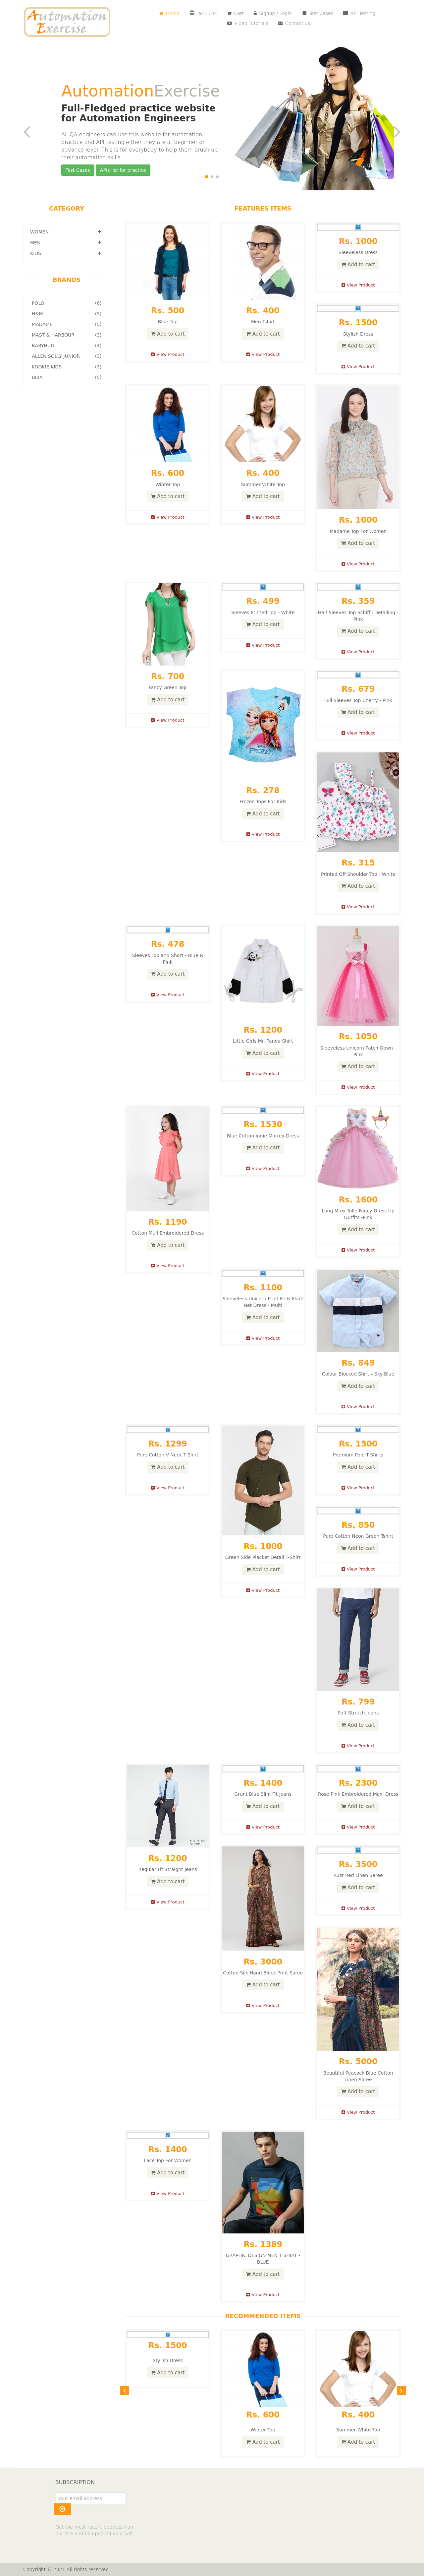 Automation
Exercise
Home
Products
Cart
Signup / Login
Test Cases
API Testing
Video Tutorials
Contact us
AutomationExercise
Full-Fledged practice website
for Automation Engineers
All QA engineers can use this website for automation
practice and API testing either they are at beginner or
advance level. This is for everybody to help them brush up
their automation skills.
Test Cases
APIs list for practice
CATEGORY
WOMEN
MEN
KIDS
BRANDS
POLO (6)
H&M (5)
MADAME (5)
MAST & HARBOUR (3)
BABYHUG (4)
ALLEN SOLLY JUNIOR (3)
KOOKIE KIDS (3)
BIBA (5)
FEATURES ITEMS
Rs. 500
Blue Top
Add to cart
View Product
Rs. 400
Men Tshirt
Add to cart
View Product
Rs. 1000
Sleeveless Dress
Add to cart
View Product
Rs. 1500
Stylish Dress
Add to cart
View Product
Rs. 600
Winter Top
Add to cart
View Product
Rs. 400
Summer White Top
Add to cart
View Product
Rs. 1000
Madame Top For Women
Add to cart
View Product
Rs. 700
Fancy Green Top
Add to cart
View Product
Rs. 499
Sleeves Printed Top - White
Add to cart
View Product
Rs. 359
Half Sleeves Top Schiffli Detailing -
Pink
Add to cart
View Product
Rs. 278
Frozen Tops For Kids
Add to cart
View Product
Rs. 679
Full Sleeves Top Cherry - Pink
Add to cart
View Product
Rs. 315
Printed Off Shoulder Top - White
Add to cart
View Product
Rs. 478
Sleeves Top and Short - Blue &
Pink
Add to cart
View Product
Rs. 1200
Little Girls Mr. Panda Shirt
Add to cart
View Product
Rs. 1050
Sleeveless Unicorn Patch Gown -
Pink
Add to cart
View Product
Rs. 1190
Cotton Mull Embroidered Dress
Add to cart
View Product
Rs. 1530
Blue Cotton Indie Mickey Dress
Add to cart
View Product
Rs. 1600
Long Maxi Tulle Fancy Dress Up
Outfits -Pink
Add to cart
View Product
Rs. 1100
Sleeveless Unicorn Print Fit & Flare
Net Dress - Multi
Add to cart
View Product
Rs. 849
Colour Blocked Shirt – Sky Blue
Add to cart
View Product
Rs. 1299
Pure Cotton V-Neck T-Shirt
Add to cart
View Product
Rs. 1000
Green Side Placket Detail T-Shirt
Add to cart
View Product
Rs. 1500
Premium Polo T-Shirts
Add to cart
View Product
Rs. 850
Pure Cotton Neon Green Tshirt
Add to cart
View Product
Rs. 799
Soft Stretch Jeans
Add to cart
View Product
Rs. 1200
Regular Fit Straight Jeans
Add to cart
View Product
Rs. 1400
Grunt Blue Slim Fit Jeans
Add to cart
View Product
Rs. 2300
Rose Pink Embroidered Maxi Dress
Add to cart
View Product
Rs. 3000
Cotton Silk Hand Block Print Saree
Add to cart
View Product
Rs. 3500
Rust Red Linen Saree
Add to cart
View Product
Rs. 5000
Beautiful Peacock Blue Cotton
Linen Saree
Add to cart
View Product
Rs. 1400
Lace Top For Women
Add to cart
View Product
Rs. 1389
GRAPHIC DESIGN MEN T SHIRT -
BLUE
Add to cart
View Product
RECOMMENDED ITEMS
Rs. 1500
Stylish Dress
Add to cart
Rs. 600
Winter Top
Add to cart
Rs. 400
Summer White Top
Add to cart
SUBSCRIPTION
Your email address
Get the most recent updates from
our site and be updated your self...
Copyright © 2021 All rights reserved